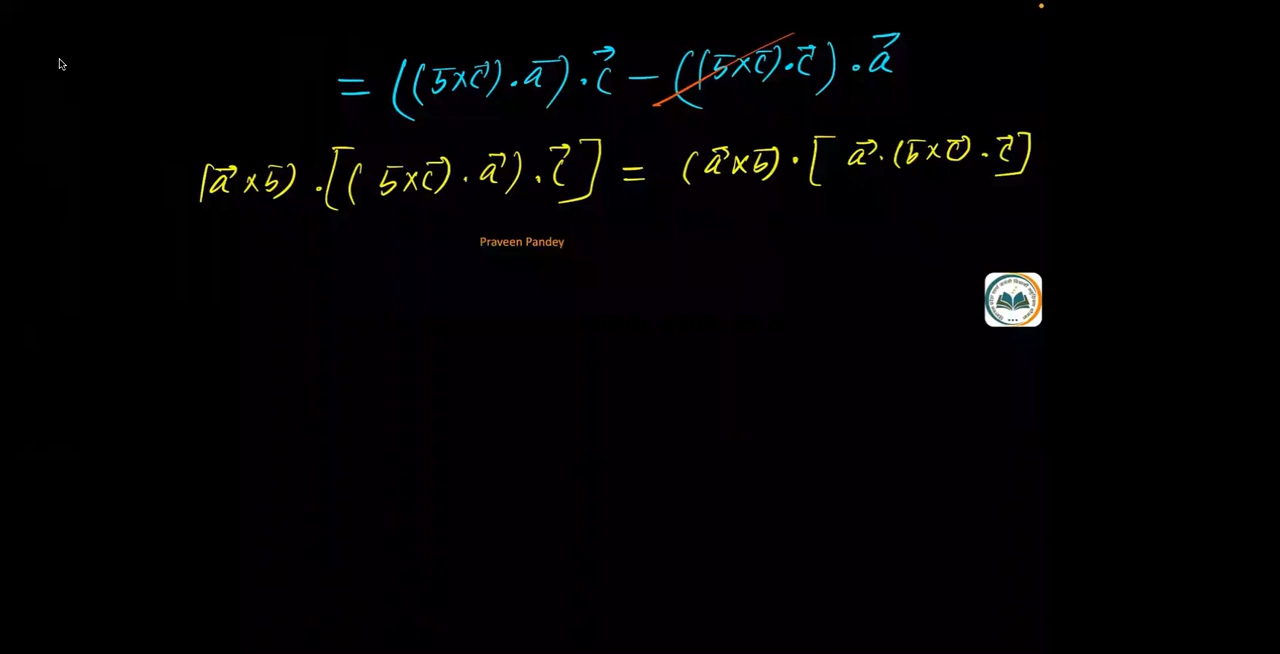 = ((b̄×c⃗)·ā)·c⃗ − ((b̄×c̄)·c⃗)·a⃗
(a⃗×b̄)·[(b̄×c⃗·a⃗)·c⃗] = (a⃗×b̄)·[a⃗·(b̄×c⃗)·c⃗]
Praveen Pandey